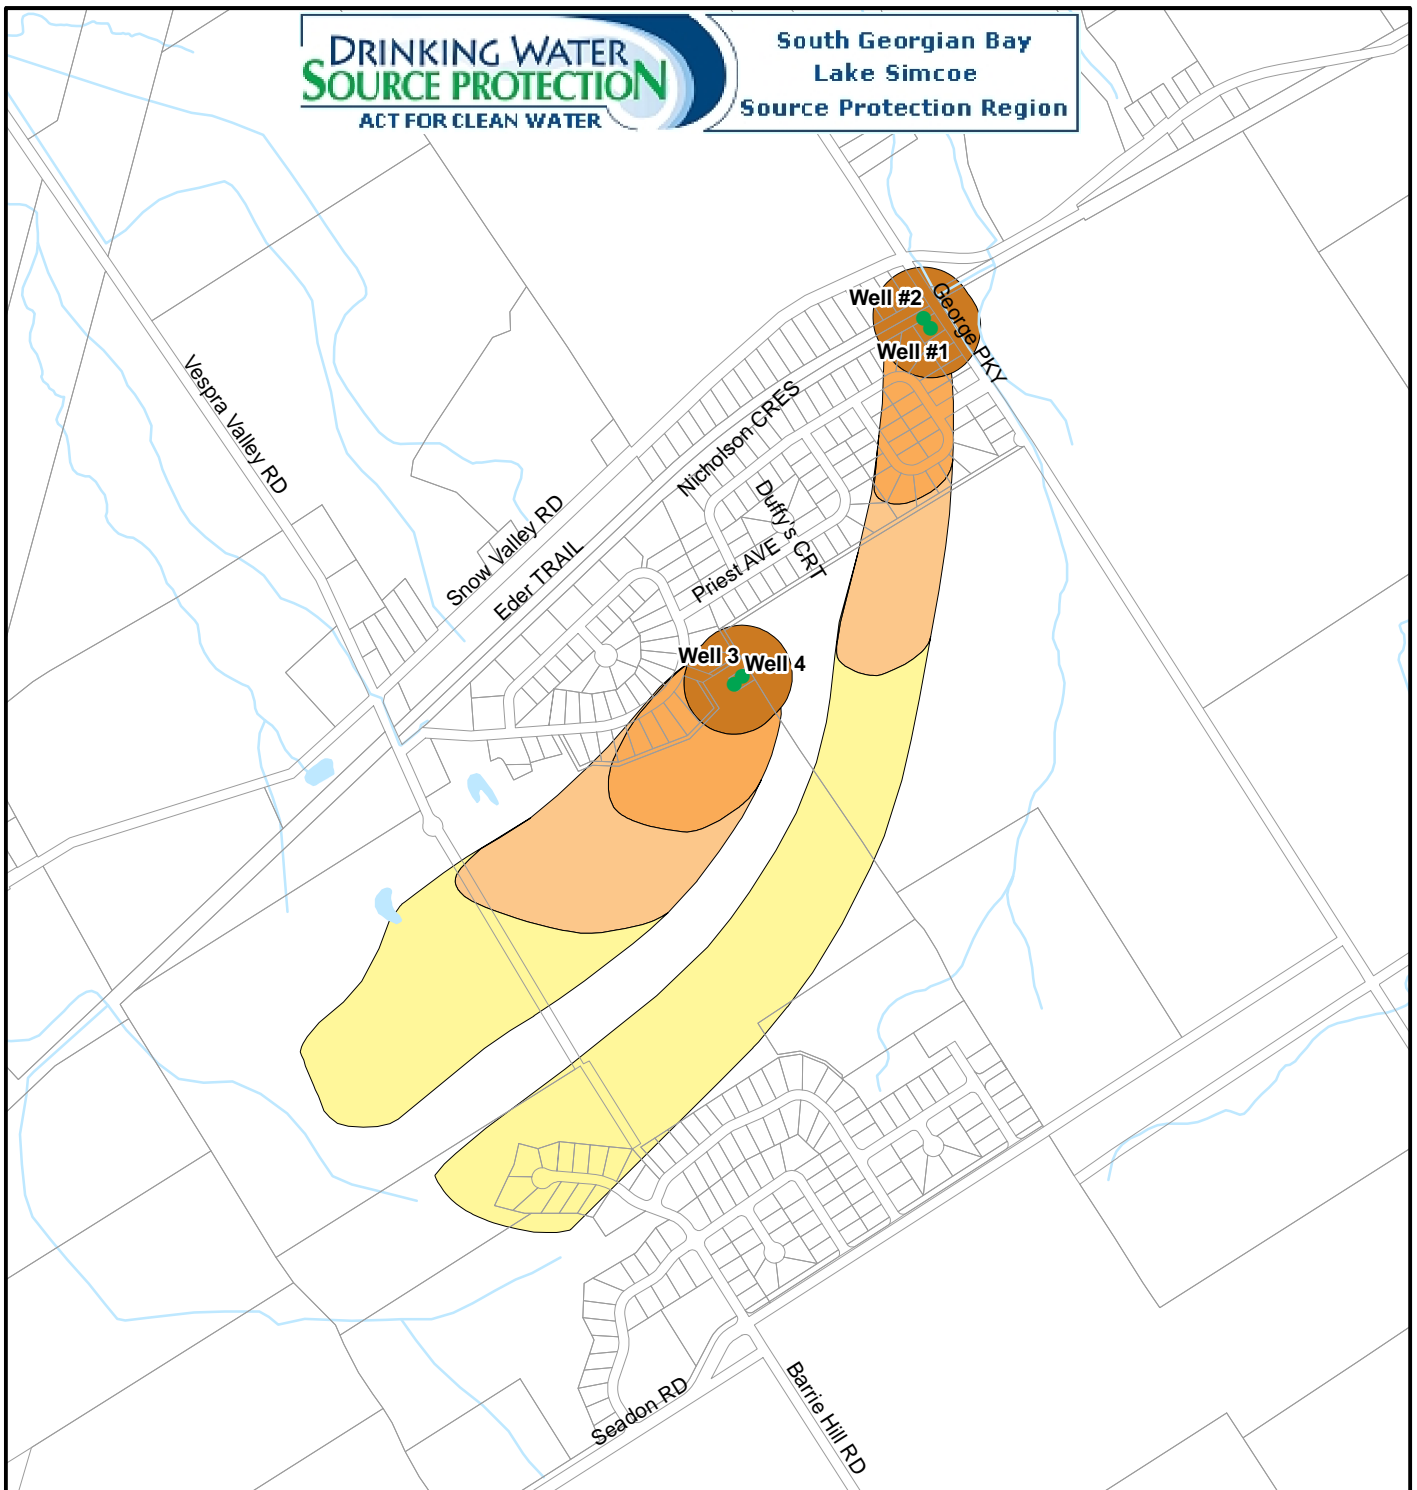 DRINKING WATER
SOURCE PROTECTION
ACT FOR CLEAN WATER
South Georgian Bay
Lake Simcoe
Source Protection Region
Well #2
George PKY
Well #1
Vespra Valley RD
Nicholson CRES
Snow Valley RD
Duffy's CRT
Eder TRAIL
Priest AVE
Well 3
Well 4
Seadon RD
Barrie Hill RD